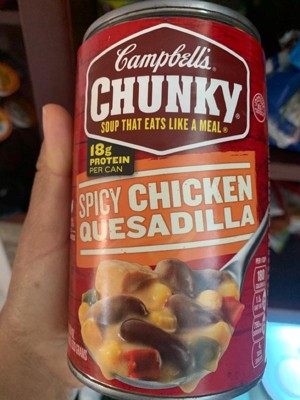 Campbell's
CHUNKY
SOUP THAT EATS LIKE A MEAL
18g
PROTEIN
PER CAN
SPICY CHICKEN
QUESADILLA